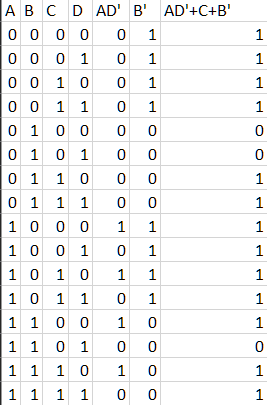 A B C D AD' B' AD'+C+B'
0 0 0 0 0 1 1
0 0 0 1 0 1 1
0 0 1 0 0 1 1
0 0 1 1 0 1 1
0 1 0 0 0 0 0
0 1 0 1 0 0 0
0 1 1 0 0 0 1
0 1 1 1 0 0 1
1 0 0 0 1 1 1
1 0 0 1 0 1 1
1 0 1 0 1 1 1
1 0 1 1 0 1 1
1 1 0 0 1 0 1
1 1 0 1 0 0 0
1 1 1 0 1 0 1
1 1 1 1 0 0 1